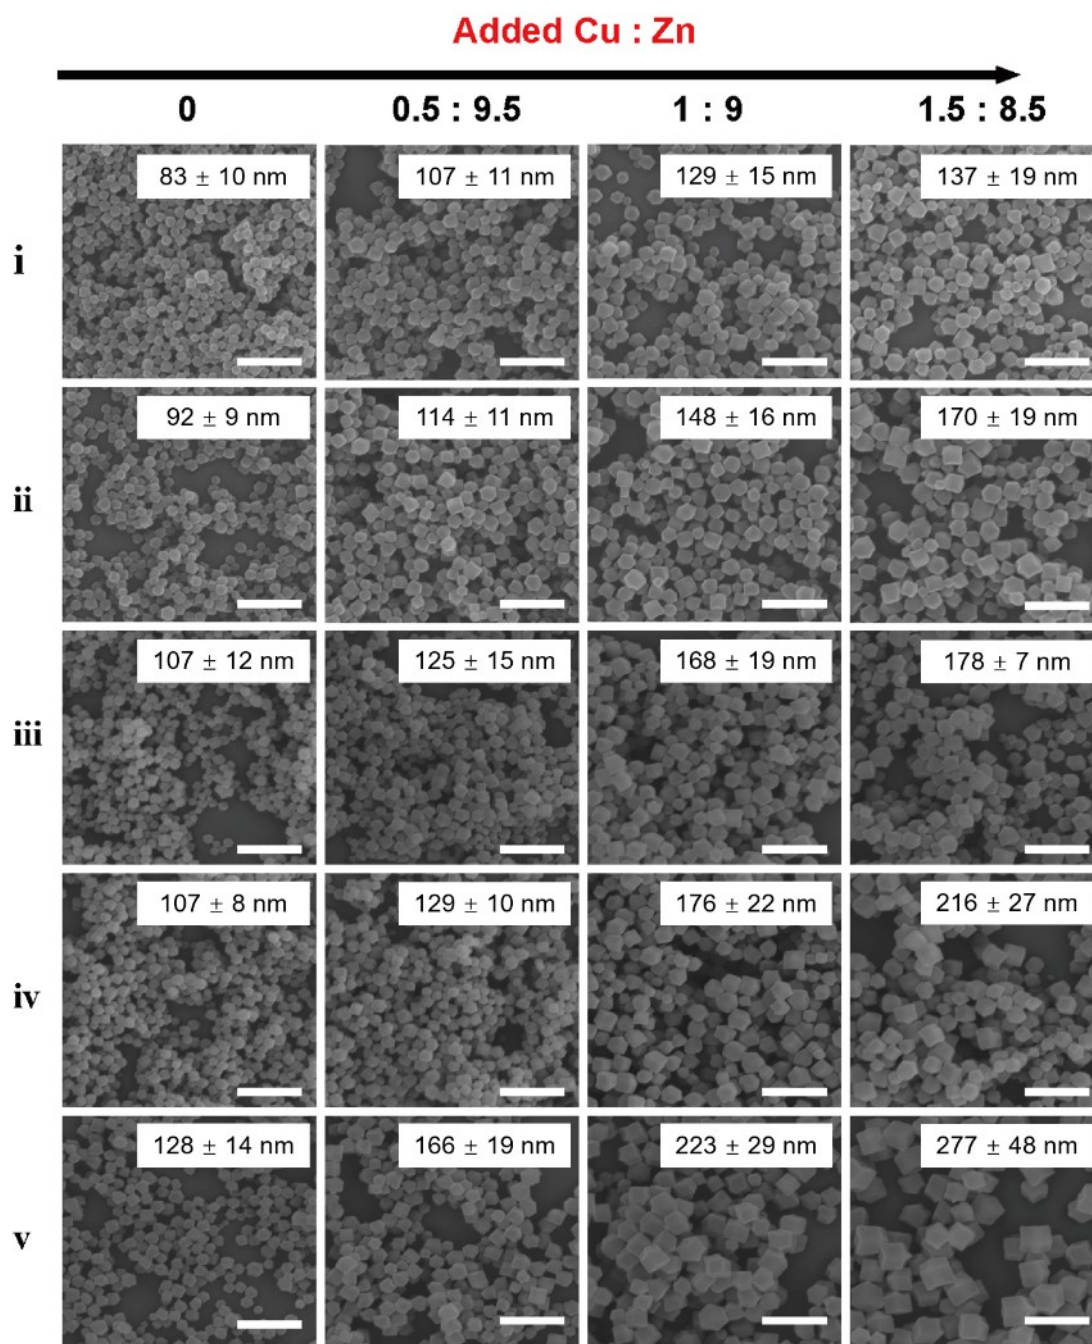 Added Cu : Zn
0 0.5 : 9.5 1 : 9 1.5 : 8.5
i 83 ± 10 nm 107 ± 11 nm 129 ± 15 nm 137 ± 19 nm
ii 92 ± 9 nm 114 ± 11 nm 148 ± 16 nm 170 ± 19 nm
iii 107 ± 12 nm 125 ± 15 nm 168 ± 19 nm 178 ± 7 nm
iv 107 ± 8 nm 129 ± 10 nm 176 ± 22 nm 216 ± 27 nm
v 128 ± 14 nm 166 ± 19 nm 223 ± 29 nm 277 ± 48 nm